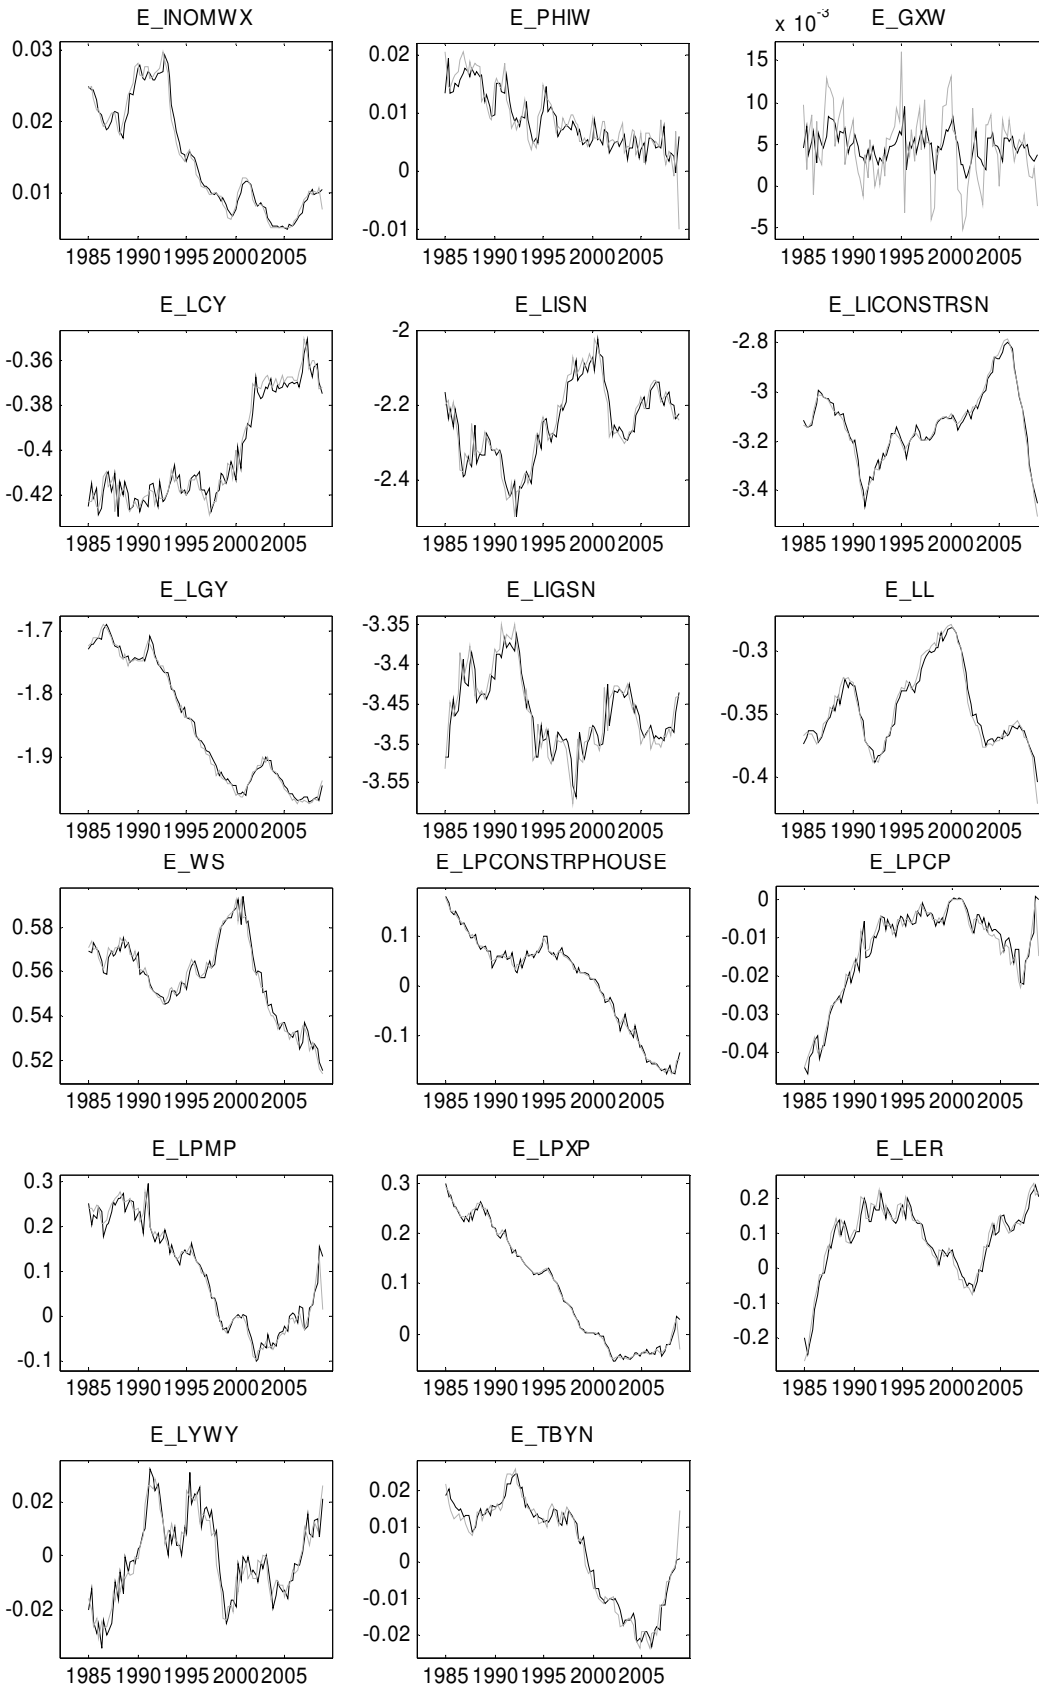 E_INOMWX E_PHIW x 10^-3 E_GXW
0.03 0.02 15
0.02 0.01 10
0.01 0 5
-0.01 0
-5
1985 1990 1995 2000 2005 1985 1990 1995 2000 2005 1985 1990 1995 2000 2005
E_LCY E_LISN E_LICONSTRSN
-0.36 -2 -2.8
-0.38 -2.2 -3
-0.4 -2.4 -3.2
-0.42 -3.4
1985 1990 1995 2000 2005 1985 1990 1995 2000 2005 1985 1990 1995 2000 2005
E_LGY E_LIGSN E_LL
-1.7 -3.35 -0.3
-1.8 -3.4 -0.35
-1.9 -3.45 -0.4
-3.5
-3.55
1985 1990 1995 2000 2005 1985 1990 1995 2000 2005 1985 1990 1995 2000 2005
E_WS E_LPCONSTRPHOUSE E_LPCP
0.58 0.1 0
0.56 0 -0.01
0.54 -0.1 -0.02
0.52 -0.03
-0.04
1985 1990 1995 2000 2005 1985 1990 1995 2000 2005 1985 1990 1995 2000 2005
E_LPMP E_LPXP E_LER
0.3 0.3 0.2
0.2 0.2 0.1
0.1 0.1 0
0 0 -0.1
-0.1 -0.2
1985 1990 1995 2000 2005 1985 1990 1995 2000 2005 1985 1990 1995 2000 2005
E_LYWY E_TBYN
0.02 0.02
0 0.01
-0.02 0
-0.01
-0.02
1985 1990 1995 2000 2005 1985 1990 1995 2000 2005